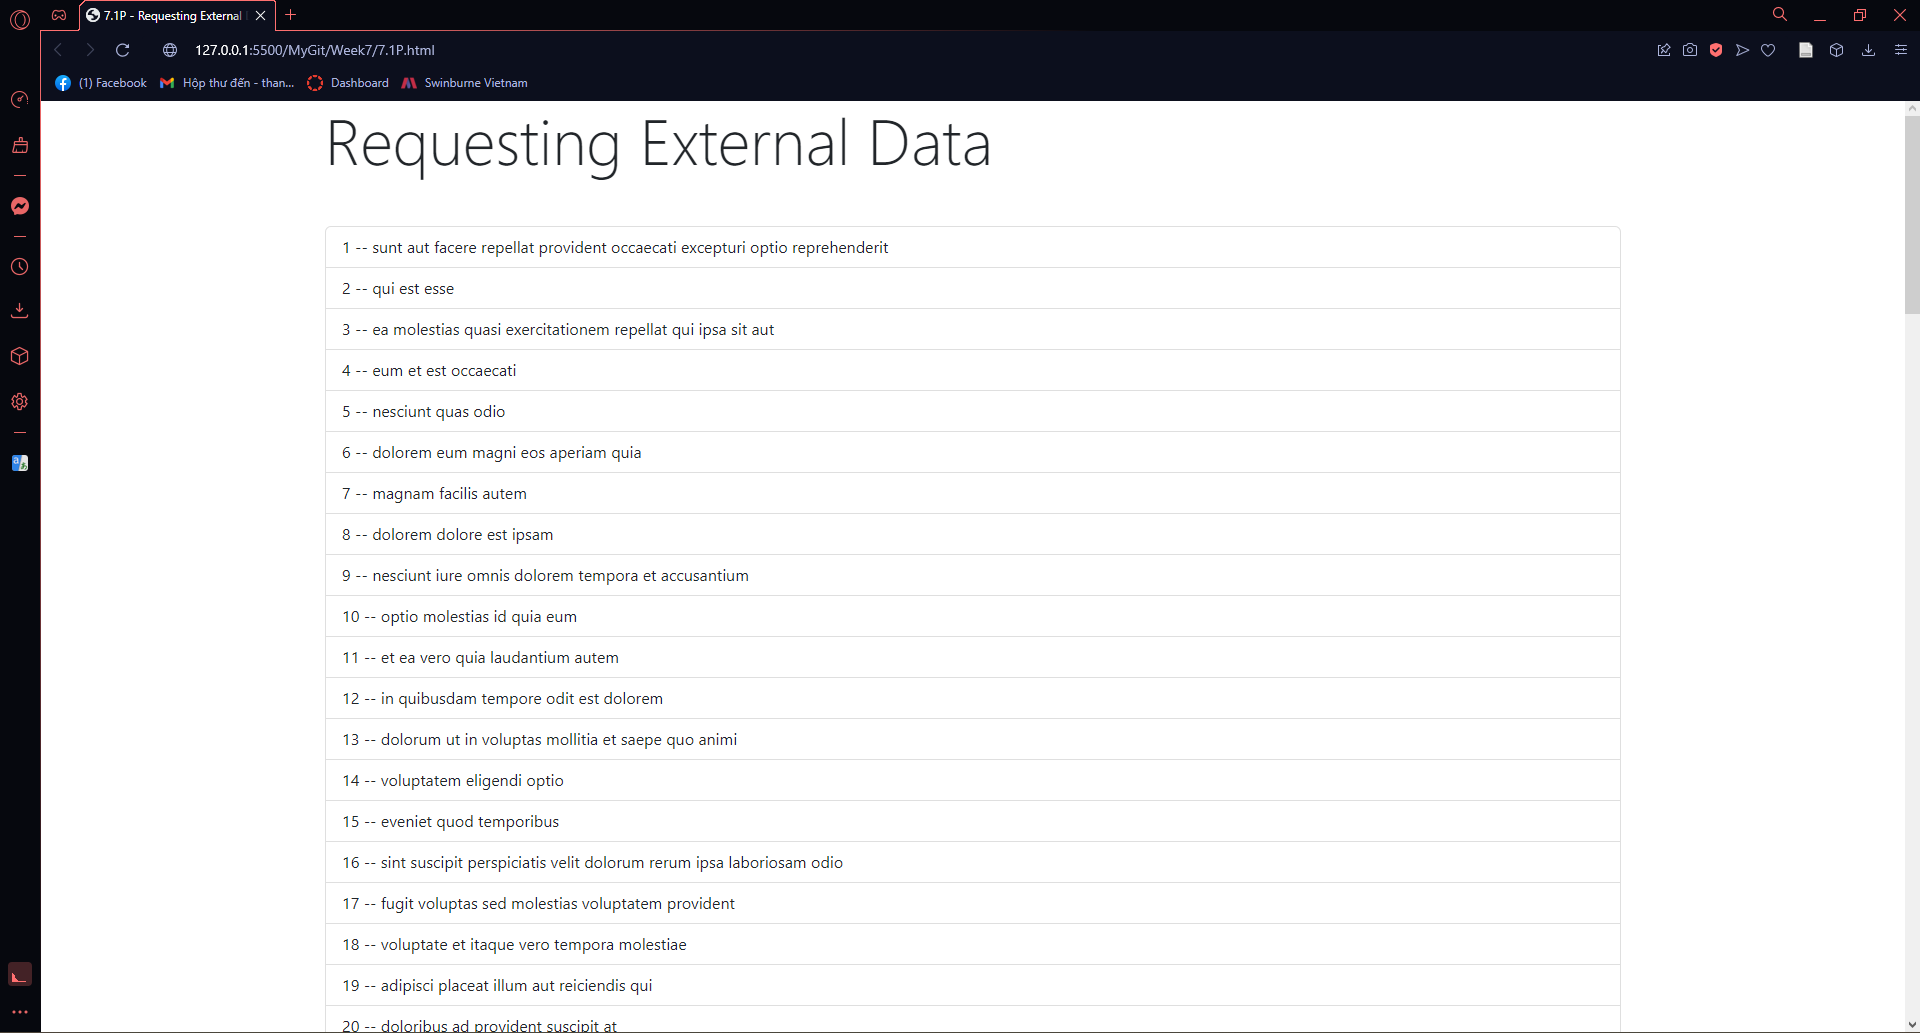 7.1P - Requesting External
127.0.0.1:5500/MyGit/Week7/7.1P.html
(1) Facebook Hộp thư đến - than... Dashboard Swinburne Vietnam
Requesting External Data
1 -- sunt aut facere repellat provident occaecati excepturi optio reprehenderit
2 -- qui est esse
3 -- ea molestias quasi exercitationem repellat qui ipsa sit aut
4 -- eum et est occaecati
5 -- nesciunt quas odio
6 -- dolorem eum magni eos aperiam quia
7 -- magnam facilis autem
8 -- dolorem dolore est ipsam
9 -- nesciunt iure omnis dolorem tempora et accusantium
10 -- optio molestias id quia eum
11 -- et ea vero quia laudantium autem
12 -- in quibusdam tempore odit est dolorem
13 -- dolorum ut in voluptas mollitia et saepe quo animi
14 -- voluptatem eligendi optio
15 -- eveniet quod temporibus
16 -- sint suscipit perspiciatis velit dolorum rerum ipsa laboriosam odio
17 -- fugit voluptas sed molestias voluptatem provident
18 -- voluptate et itaque vero tempora molestiae
19 -- adipisci placeat illum aut reiciendis qui
20 -- doloribus ad provident suscipit at